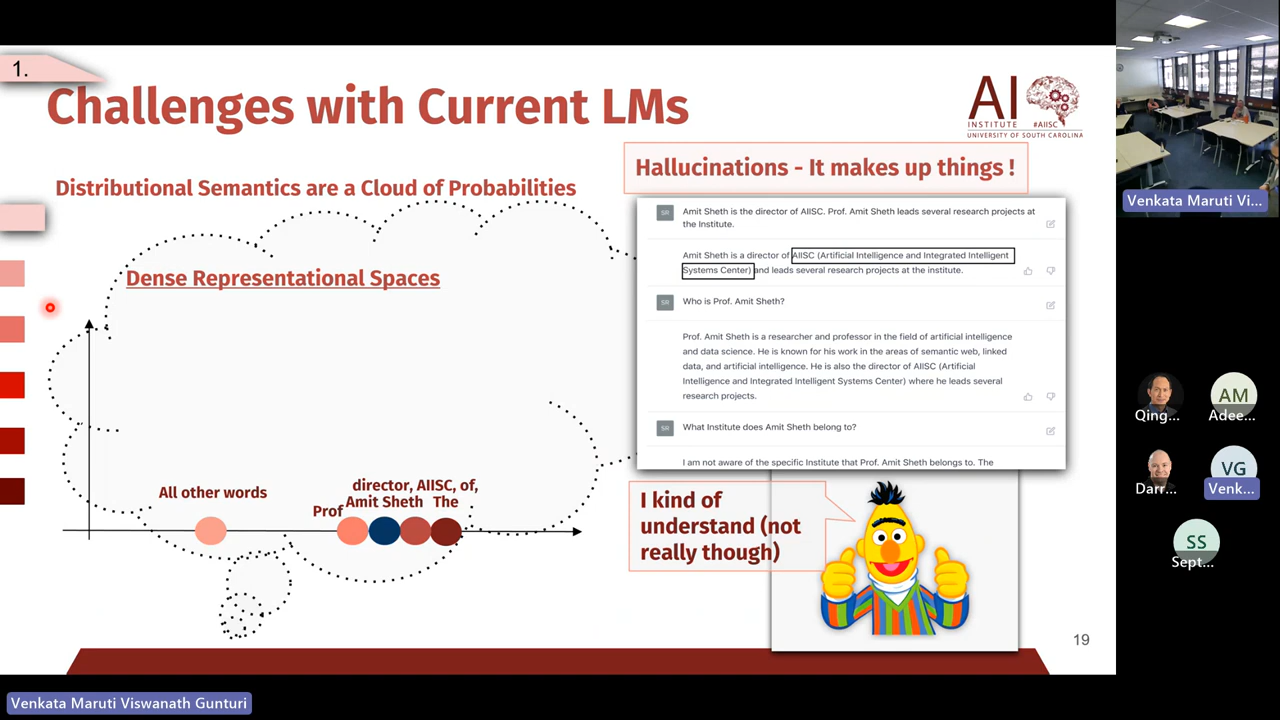 1.
Challenges with Current LMs
AI
INSTITUTE
#AIISC
UNIVERSITY OF SOUTH CAROLINA
Distributional Semantics are a Cloud of Probabilities
Dense Representational Spaces
All other words
Prof
director, AIISC, of,
Amit Sheth The
Hallucinations - It makes up things !
SR
Amit Sheth is the director of AIISC. Prof. Amit Sheth leads several research projects at
the Institute.
Amit Sheth is a director of AIISC (Artificial Intelligence and Integrated Intelligent
Systems Center) and leads several research projects at the institute.
SR
Who is Prof. Amit Sheth?
Prof. Amit Sheth is a researcher and professor in the field of artificial intelligence
and data science. He is known for his work in the areas of semantic web, linked
data, and artificial intelligence. He is also the director of AIISC (Artificial
Intelligence and Integrated Intelligent Systems Center) where he leads several
research projects.
SR
What Institute does Amit Sheth belong to?
I am not aware of the specific Institute that Prof. Amit Sheth belongs to. The
I kind of
understand (not
really though)
19
Venkata Maruti Vi...
Qing...
AM
Adee...
Darr...
VG
Venk...
SS
Sept...
Venkata Maruti Viswanath Gunturi